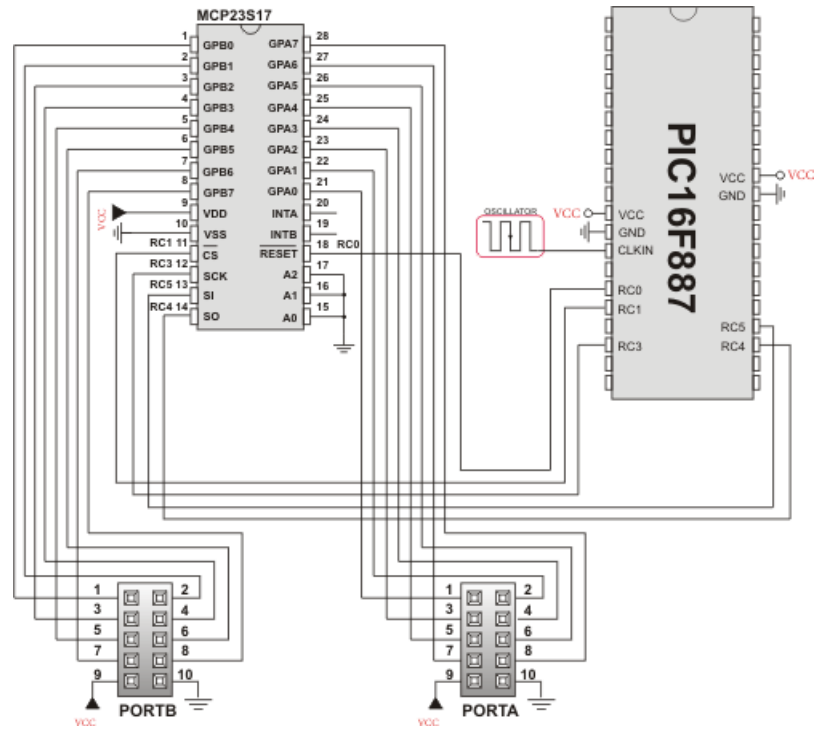 MCP23S17
1 GPB0 GPA7 28
2 GPB1 GPA6 27
3 GPB2 GPA5 26
4 GPB3 GPA4 25
5 GPB4 GPA3 24
6 GPB5 GPA2 23
7 GPB6 GPA1 22
8 GPB7 GPA0 21
VCC 9 VDD INTA 20
10 VSS INTB 19
RC1 11 CS RESET 18 RC0
RC3 12 SCK A2 17
RC5 13 SI A1 16
RC4 14 SO A0 15
OSCILLATOR
PIC16F887
VCC VCC
GND
VCC VCC
GND
CLKIN
RC0
RC1
RC5
RC3 RC4
1 2
3 4
5 6
7 8
9 10
VCC
PORTB
1 2
3 4
5 6
7 8
9 10
VCC
PORTA